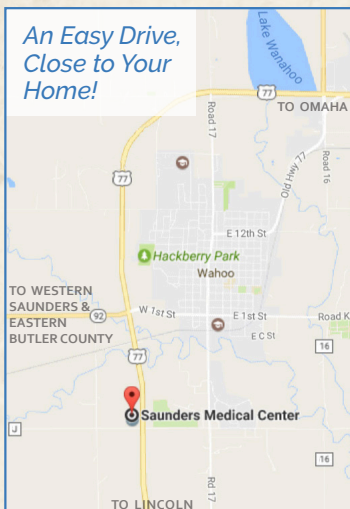 An Easy Drive,
Close to Your
Home!
Lake Wanahoo
77
TO OMAHA
Road 17
Old Hwy 77
Road 16
77
E 12th St
Hackberry Park
Wahoo
TO WESTERN
SAUNDERS &
EASTERN
BUTLER COUNTY
92
W 1st St
E 1st St
Road K
E C St
16
77
Saunders Medical Center
J
16
Rd 17
TO LINCOLN